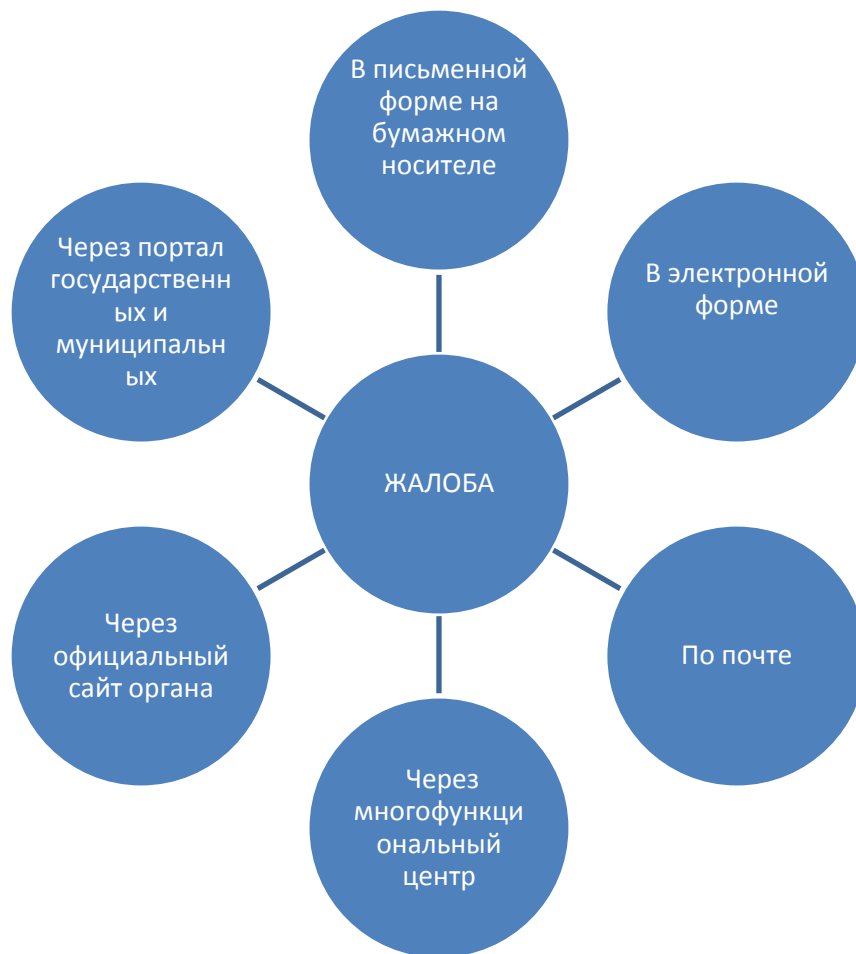 В письменной
форме на
бумажном
носителе
Через портал
государственн
ых и
муниципальн
ых
В электронной
форме
ЖАЛОБА
Через
официальный
сайт органа
По почте
Через
многофункци
ональный
центр